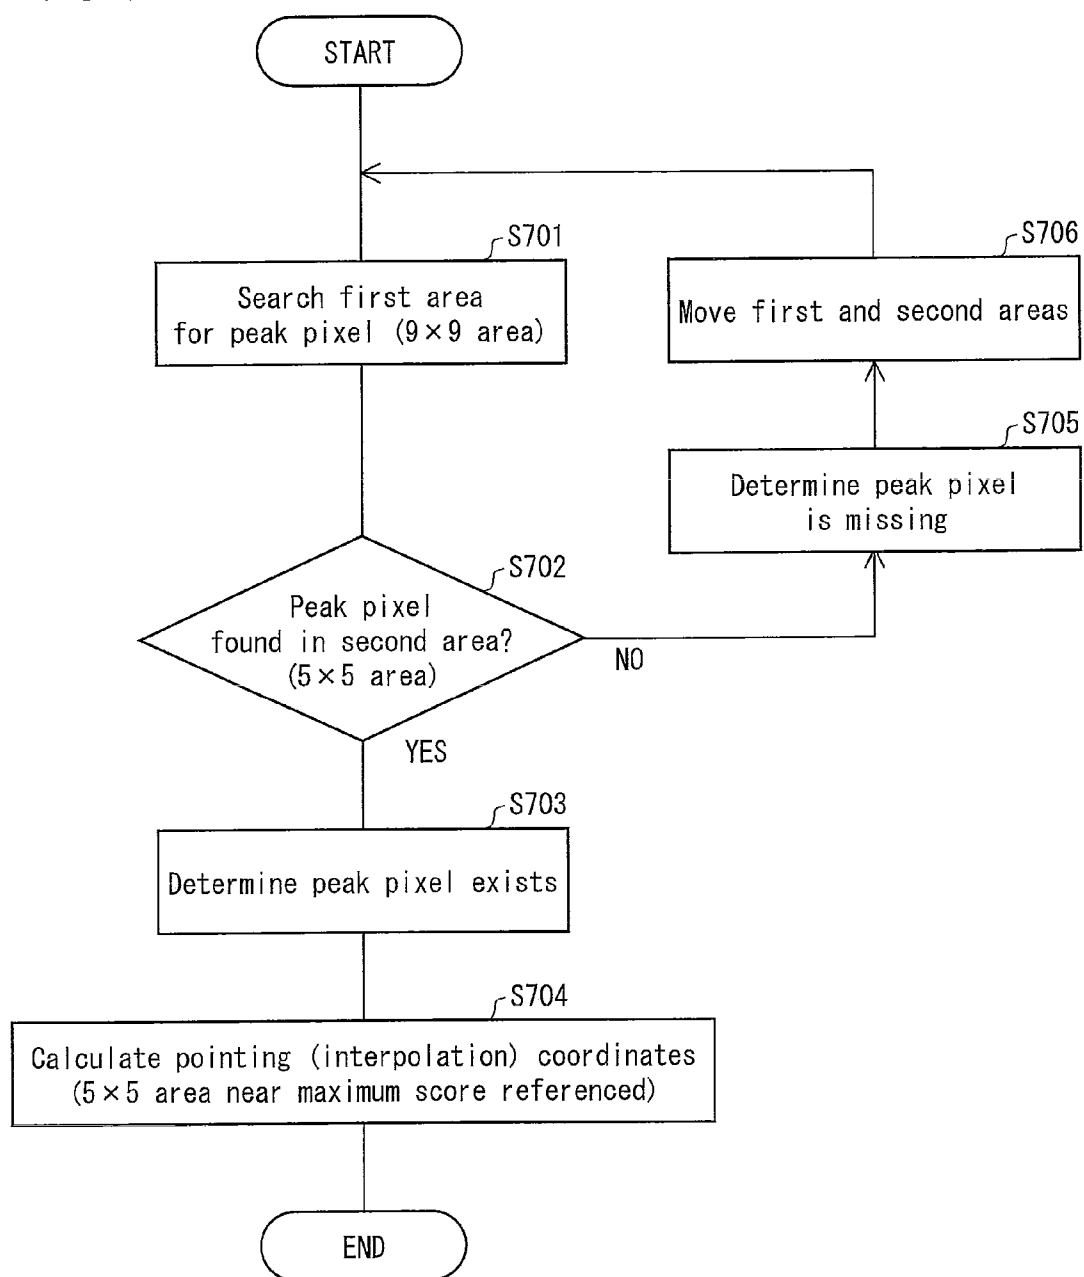 START
S701
Search first area
for peak pixel (9×9 area)
S706
Move first and second areas
S705
Determine peak pixel
is missing
S702
Peak pixel
found in second area?
(5×5 area)
NO
YES
S703
Determine peak pixel exists
S704
Calculate pointing (interpolation) coordinates
(5×5 area near maximum score referenced)
END